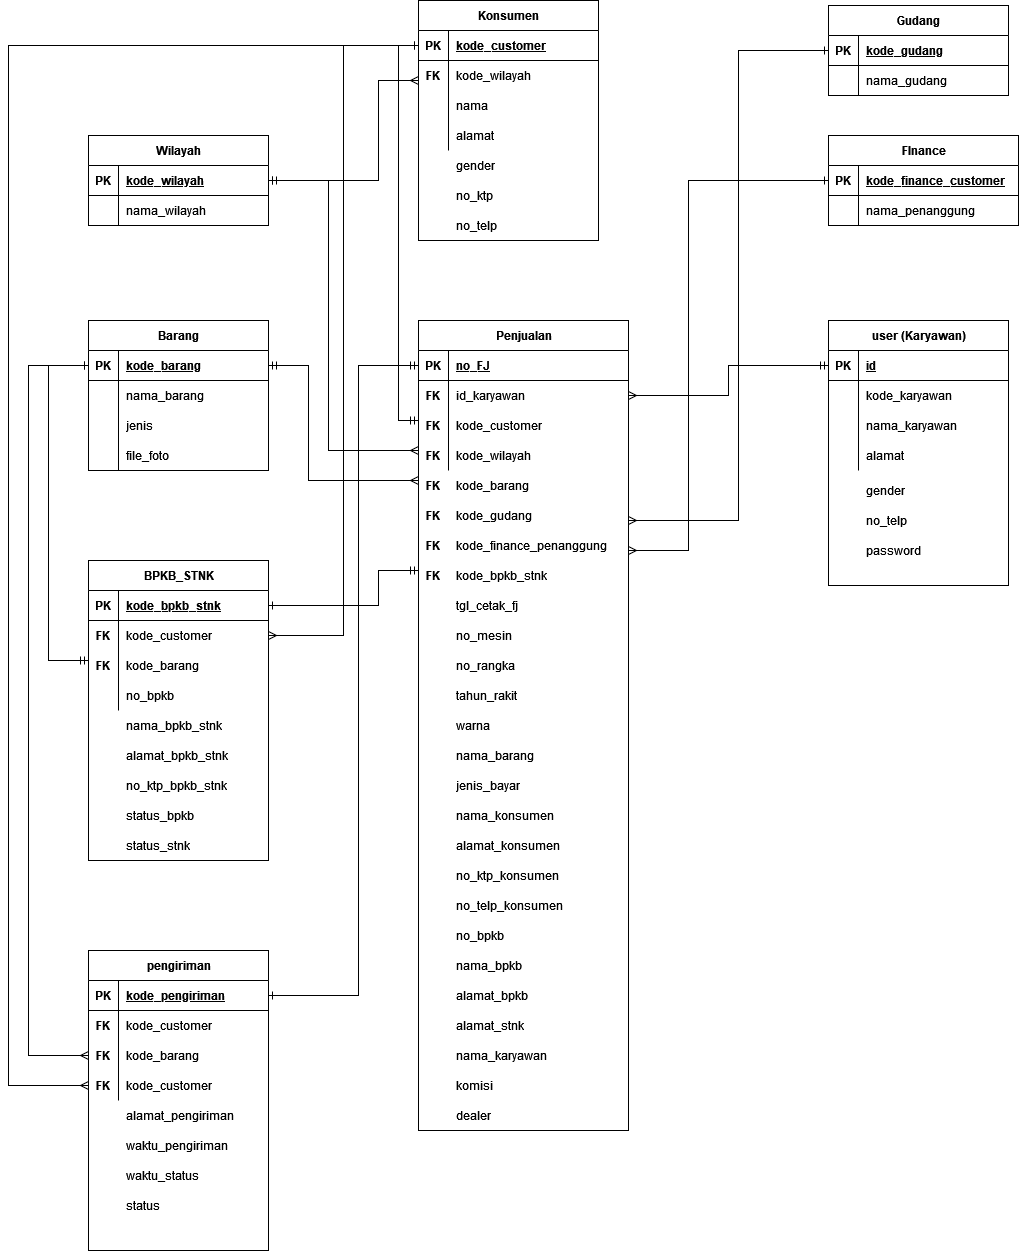 Konsumen
PK kode_customer
FK kode_wilayah
nama
alamat
gender
no_ktp
no_telp
Gudang
PK kode_gudang
nama_gudang
Wilayah
PK kode_wilayah
nama_wilayah
FInance
PK kode_finance_customer
nama_penanggung
Barang
PK kode_barang
nama_barang
jenis
file_foto
Penjualan
PK no_FJ
FK id_karyawan
FK kode_customer
FK kode_wilayah
FK kode_barang
FK kode_gudang
FK kode_finance_penanggung
FK kode_bpkb_stnk
tgl_cetak_fj
no_mesin
no_rangka
tahun_rakit
warna
nama_barang
jenis_bayar
nama_konsumen
alamat_konsumen
no_ktp_konsumen
no_telp_konsumen
no_bpkb
nama_bpkb
alamat_bpkb
alamat_stnk
nama_karyawan
komisi
dealer
user (Karyawan)
PK id
kode_karyawan
nama_karyawan
alamat
gender
no_telp
password
BPKB_STNK
PK kode_bpkb_stnk
FK kode_customer
FK kode_barang
no_bpkb
nama_bpkb_stnk
alamat_bpkb_stnk
no_ktp_bpkb_stnk
status_bpkb
status_stnk
pengiriman
PK kode_pengiriman
FK kode_customer
FK kode_barang
FK kode_customer
alamat_pengiriman
waktu_pengiriman
waktu_status
status